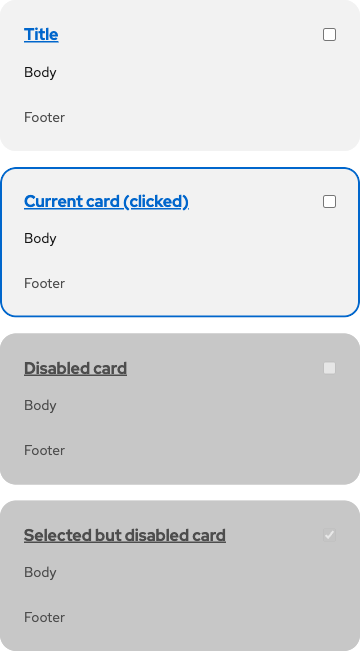 Title
Body
Footer
Current card (clicked)
Body
Footer
Disabled card
Body
Footer
Selected but disabled card
Body
Footer